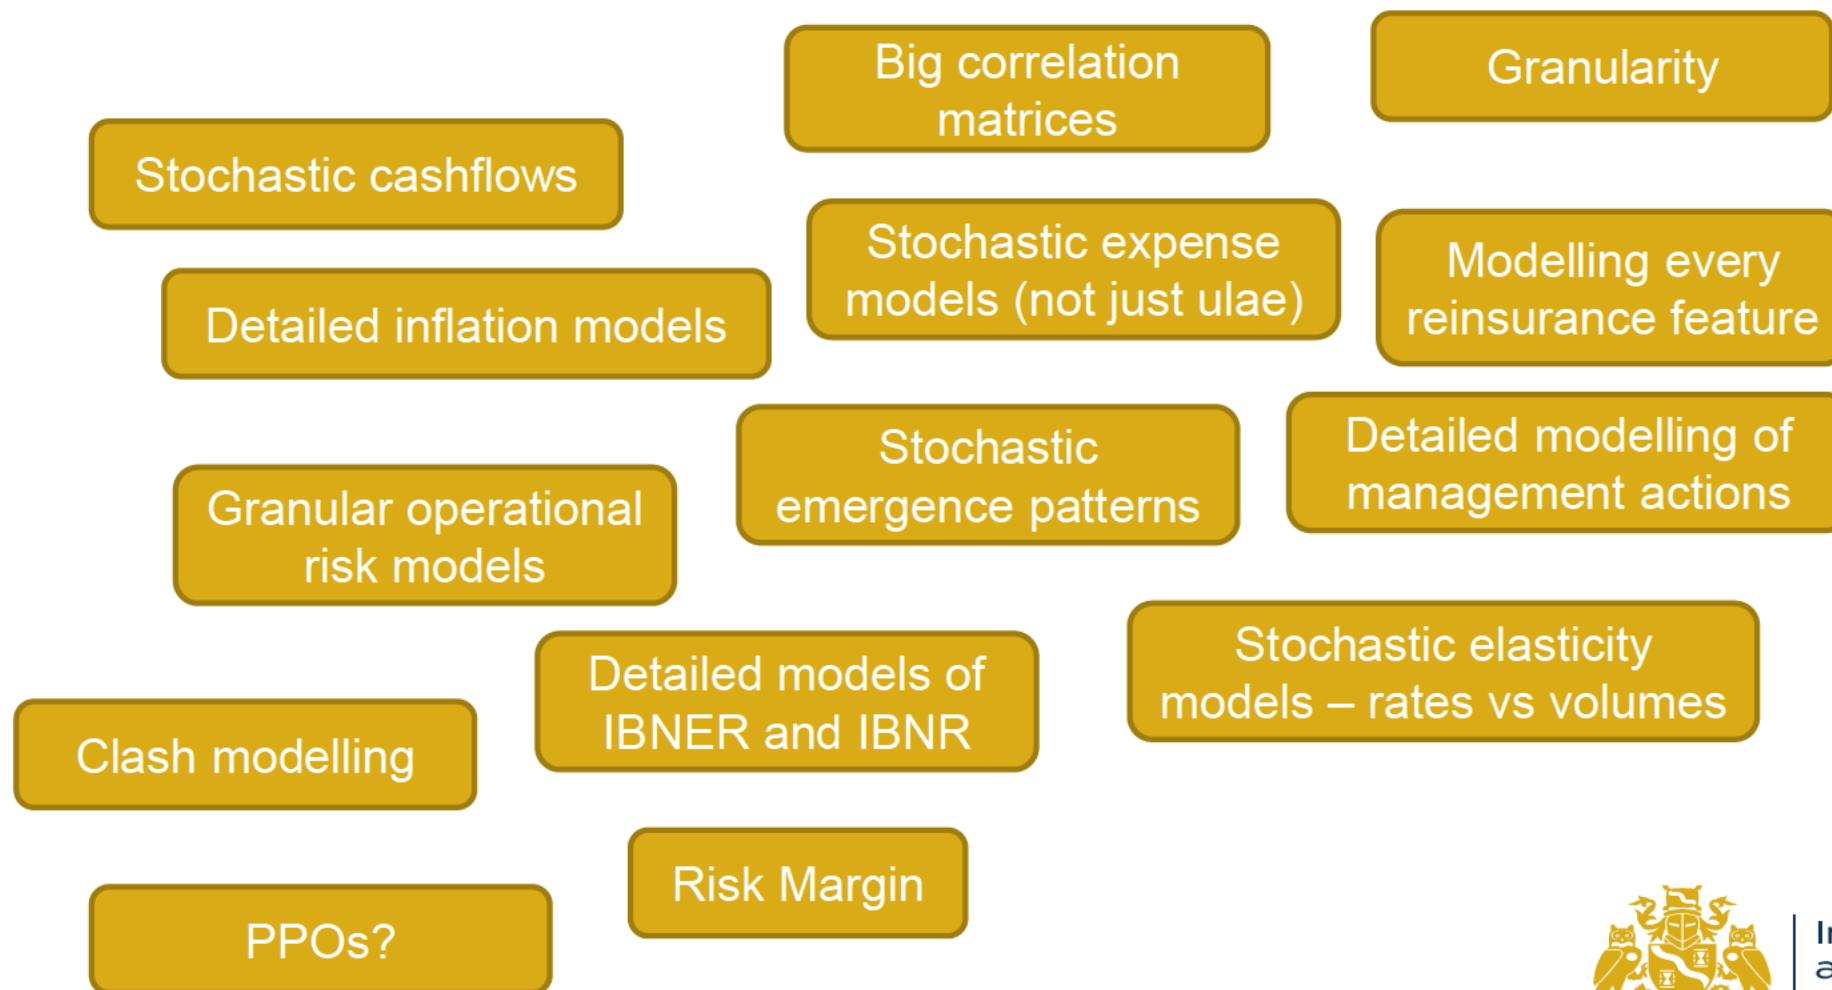 Big correlation
matrices
Granularity
Stochastic cashflows
Stochastic expense
models (not just ulae)
Modelling every
reinsurance feature
Detailed inflation models
Stochastic
emergence patterns
Detailed modelling of
management actions
Granular operational
risk models
Stochastic elasticity
models – rates vs volumes
Detailed models of
IBNER and IBNR
Clash modelling
Risk Margin
PPOs?